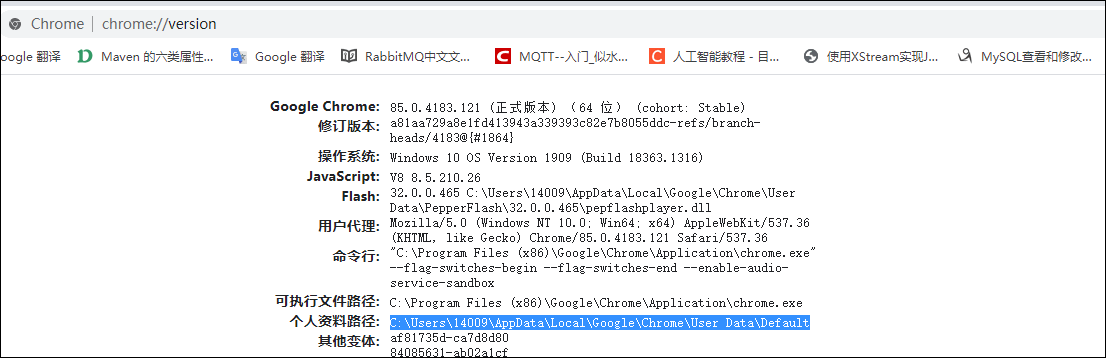 Chrome | chrome://version
oogle 翻译 Maven 的六类属性... Google 翻译 RabbitMQ中文文... MQTT--入门_似水... 人工智能教程 - 目... 使用XStream实现J... MySQL查看和修改...
Google Chrome: 85.0.4183.121 (正式版本) (64 位) (cohort: Stable)
修订版本: a81aa729a8e1fd413943a339393c82e7b8055ddc-refs/branch-
heads/4183@{#1864}
操作系统: Windows 10 OS Version 1909 (Build 18363.1316)
JavaScript: V8 8.5.210.26
Flash: 32.0.0.465 C:\Users\14009\AppData\Local\Google\Chrome\User
Data\PepperFlash\32.0.0.465\pepflashplayer.dll
用户代理: Mozilla/5.0 (Windows NT 10.0; Win64; x64) AppleWebKit/537.36
(KHTML, like Gecko) Chrome/85.0.4183.121 Safari/537.36
命令行: "C:\Program Files (x86)\Google\Chrome\Application\chrome.exe"
--flag-switches-begin --flag-switches-end --enable-audio-
service-sandbox
可执行文件路径: C:\Program Files (x86)\Google\Chrome\Application\chrome.exe
个人资料路径: C:\Users\14009\AppData\Local\Google\Chrome\User Data\Default
其他变体: af81735d-ca7d8d80
84085631-ab02a1cf